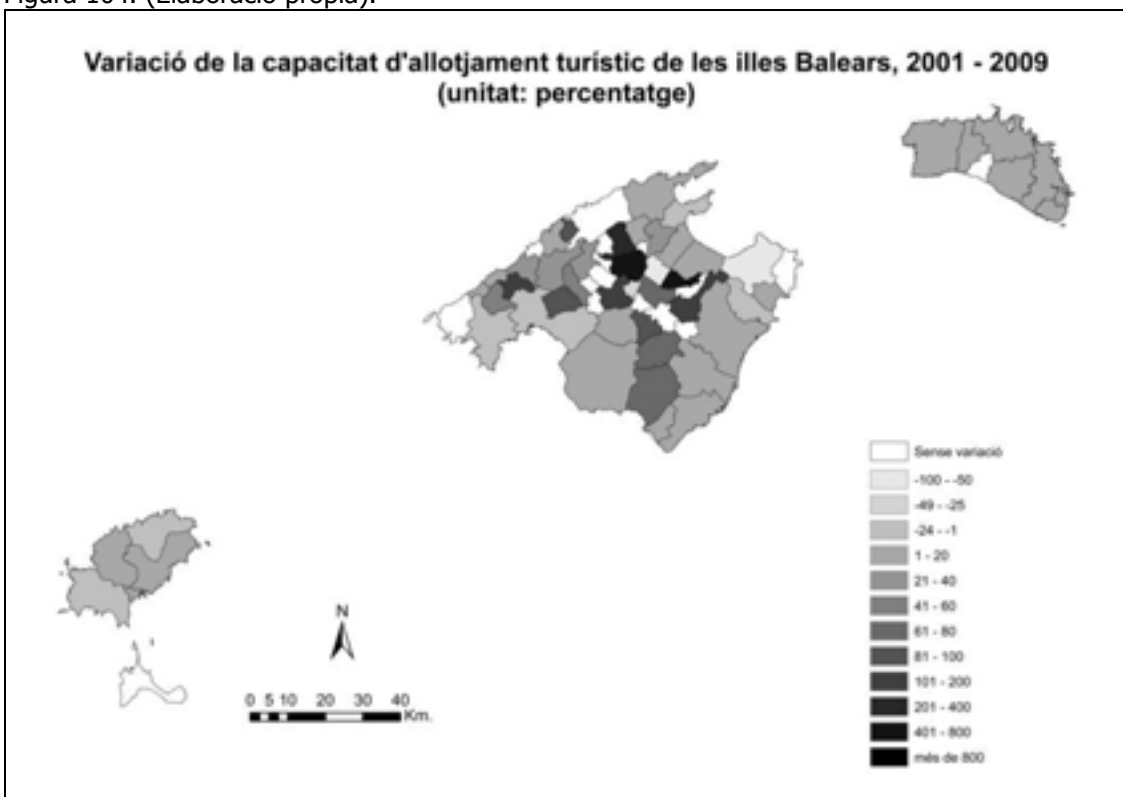 Figura 104. (Elaboració pròpia).
Variació de la capacitat d'allotjament turístic de les illes Balears, 2001 - 2009
(unitat: percentatge)
Sense variació
-100 - -50
-49 - -25
-24 - -1
1 - 20
21 - 40
41 - 60
61 - 80
81 - 100
101 - 200
201 - 400
401 - 800
més de 800
N
0 5 10 20 30 40
Km.